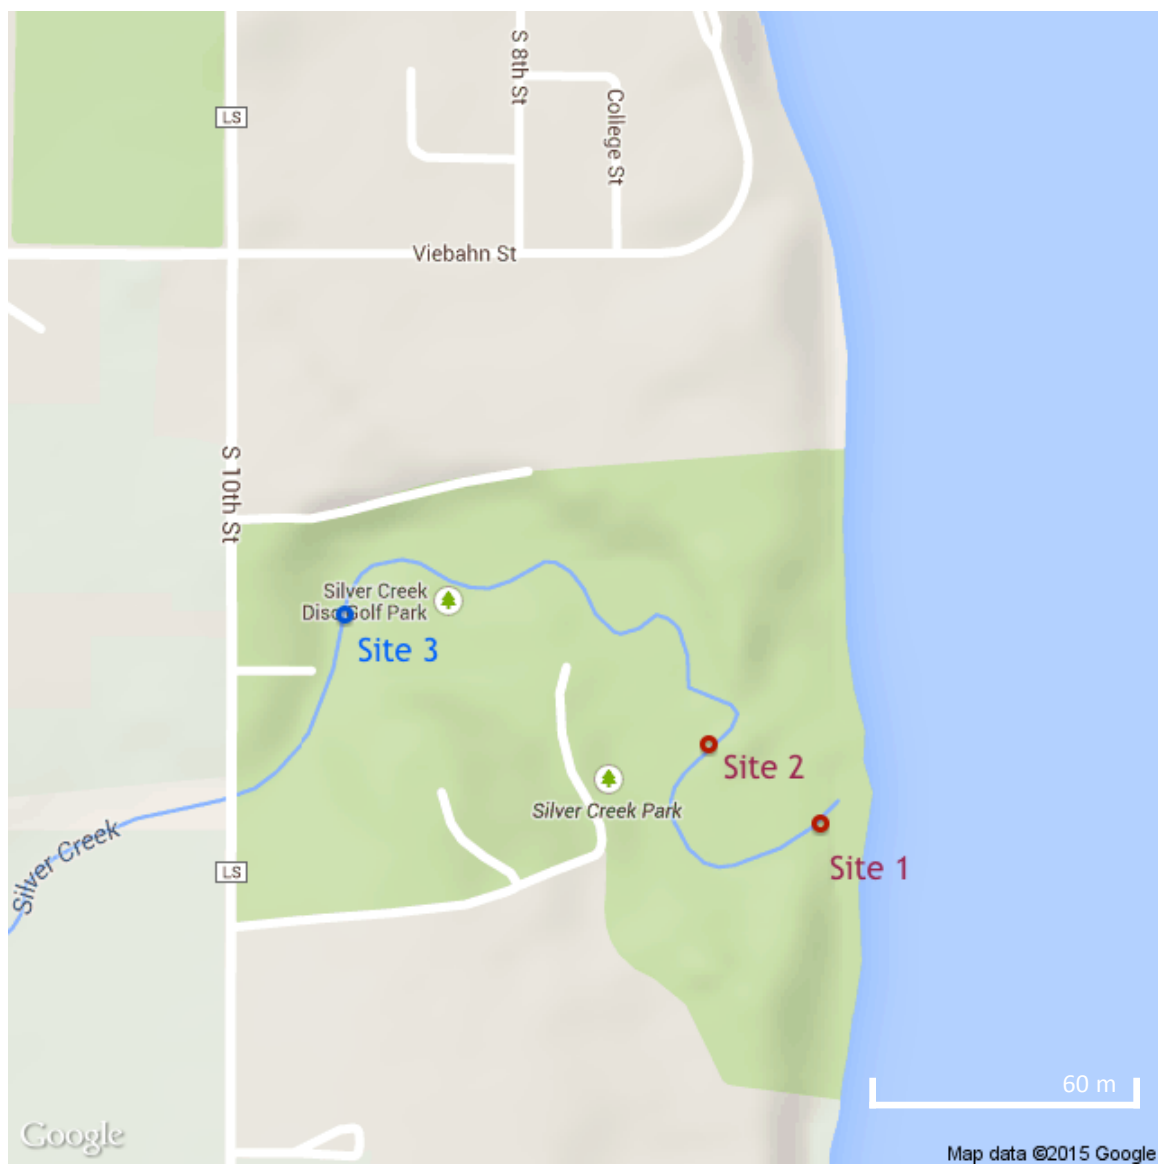 S 8th St
LS
College St
Viebahn St
S 10th St
Silver Creek
Disc Golf Park
Site 3
Site 2
Silver Creek Park
Silver Creek
LS
Site 1
60 m
Google
Map data ©2015 Google